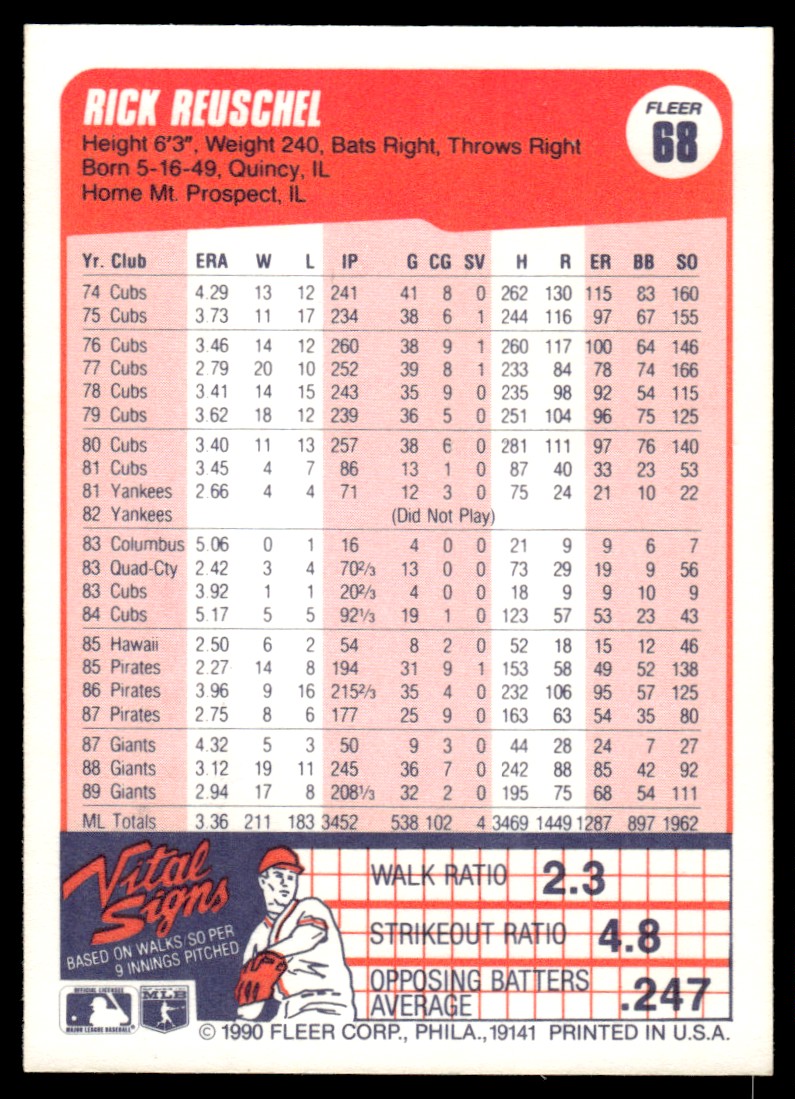 RICK REUSCHEL
FLEER
68
Height 6'3", Weight 240, Bats Right, Throws Right
Born 5-16-49, Quincy, IL
Home Mt. Prospect, IL
Yr. Club ERA W L IP G CG SV H R ER BB SO
74 Cubs 4.29 13 12 241 41 8 0 262 130 115 83 160
75 Cubs 3.73 11 17 234 38 6 1 244 116 97 67 155
76 Cubs 3.46 14 12 260 38 9 1 260 117 100 64 146
77 Cubs 2.79 20 10 252 39 8 1 233 84 78 74 166
78 Cubs 3.41 14 15 243 35 9 0 235 98 92 54 115
79 Cubs 3.62 18 12 239 36 5 0 251 104 96 75 125
80 Cubs 3.40 11 13 257 38 6 0 281 111 97 76 140
81 Cubs 3.45 4 7 86 13 1 0 87 40 33 23 53
81 Yankees 2.66 4 4 71 12 3 0 75 24 21 10 22
82 Yankees (Did Not Play)
83 Columbus 5.06 0 1 16 4 0 0 21 9 9 6 7
83 Quad-Cty 2.42 3 4 70 2/3 13 0 0 73 29 19 9 56
83 Cubs 3.92 1 1 20 2/3 4 0 0 18 9 9 10 9
84 Cubs 5.17 5 5 92 1/3 19 1 0 123 57 53 23 43
85 Hawaii 2.50 6 2 54 8 2 0 52 18 15 12 46
85 Pirates 2.27 14 8 194 31 9 1 153 58 49 52 138
86 Pirates 3.96 9 16 215 2/3 35 4 0 232 106 95 57 125
87 Pirates 2.75 8 6 177 25 9 0 163 63 54 35 80
87 Giants 4.32 5 3 50 9 3 0 44 28 24 7 27
88 Giants 3.12 19 11 245 36 7 0 242 88 85 42 92
89 Giants 2.94 17 8 208 1/3 32 2 0 195 75 68 54 111
ML Totals 3.36 211 183 3452 538 102 4 3469 1449 1287 897 1962
Vital
Signs
BASED ON WALKS/SO PER
9 INNINGS PITCHED
WALK RATIO 2.3
STRIKEOUT RATIO 4.8
OPPOSING BATTERS
AVERAGE .247
OFFICIAL LICENSEE
MAJOR LEAGUE BASEBALL
MLB
© 1990 FLEER CORP., PHILA., 19141 PRINTED IN U.S.A.